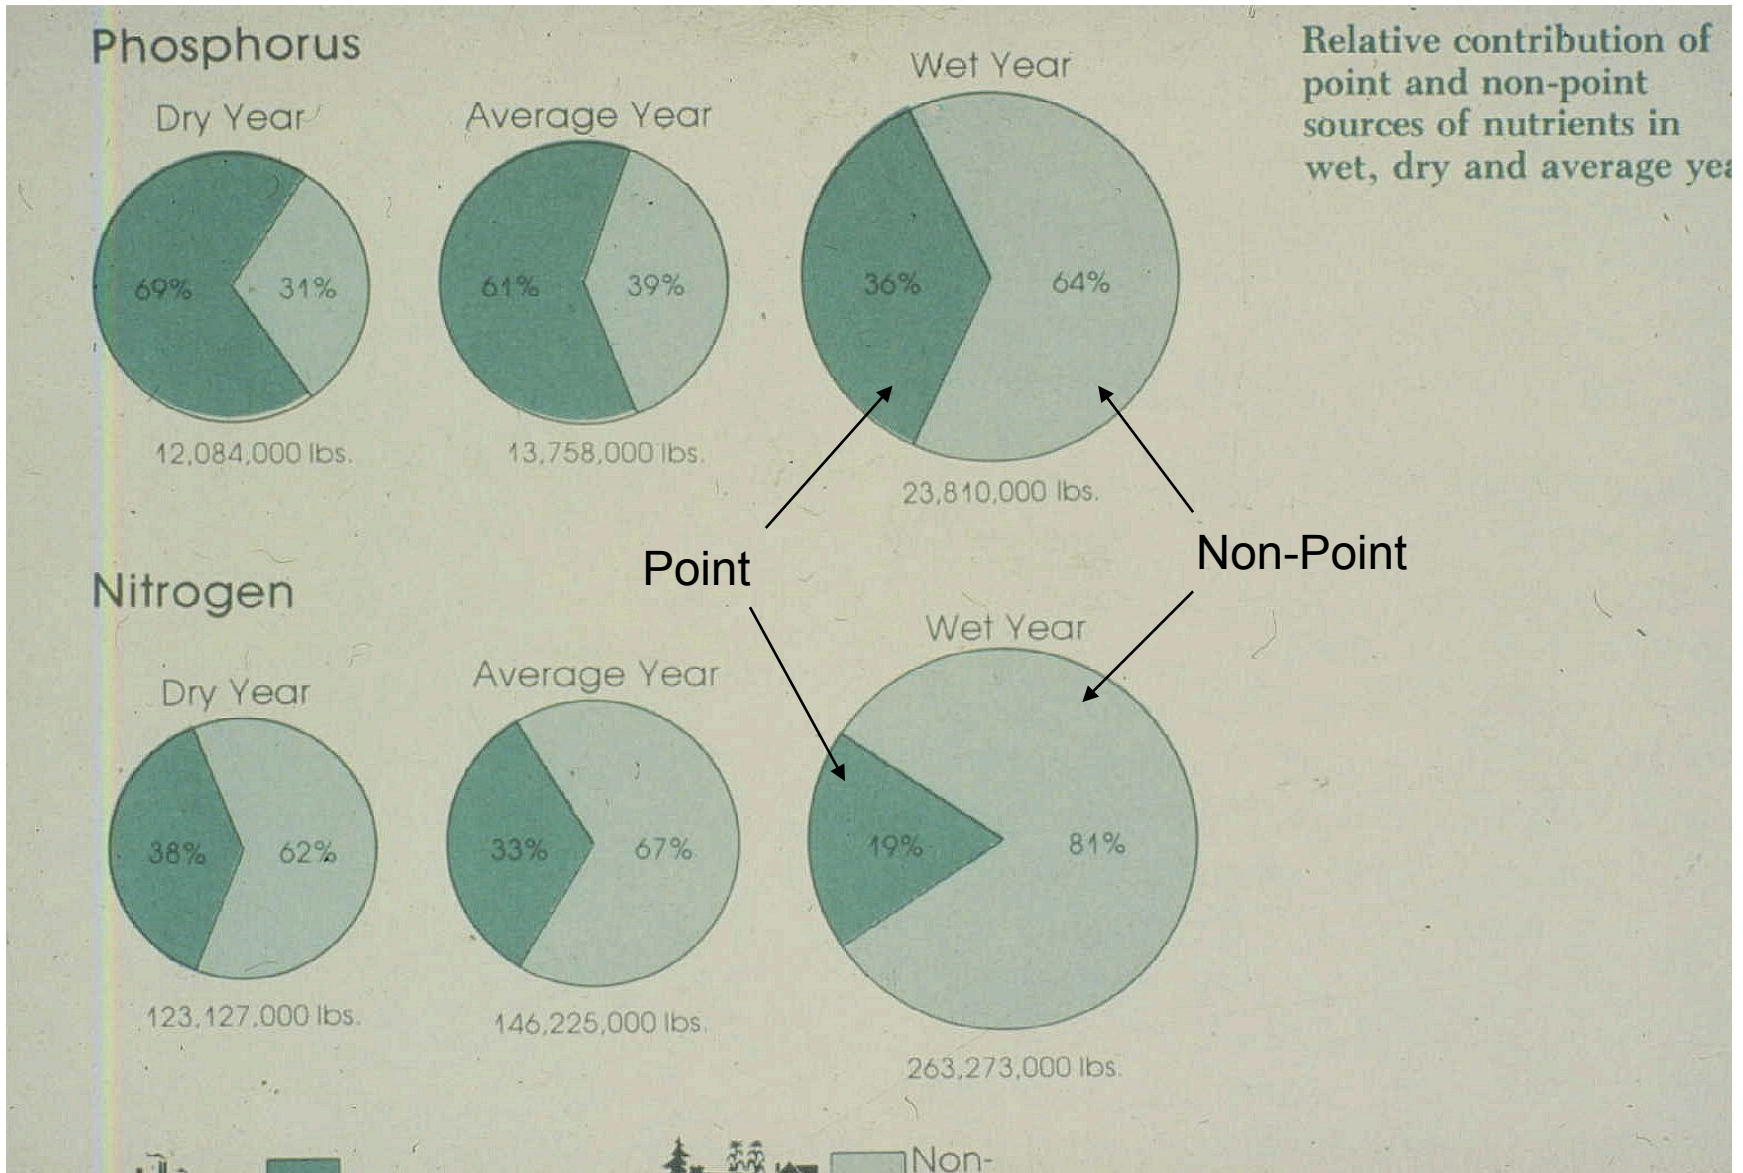 Phosphorus
Relative contribution of
point and non-point
sources of nutrients in
wet, dry and average yea
Dry Year
Average Year
Wet Year
69%
31%
61%
39%
36%
64%
12,084,000 lbs.
13,758,000 lbs.
23,810,000 lbs.
Point
Non-Point
Nitrogen
Dry Year
Average Year
Wet Year
38%
62%
33%
67%
19%
81%
123,127,000 lbs.
146,225,000 lbs.
263,273,000 lbs.
Non-